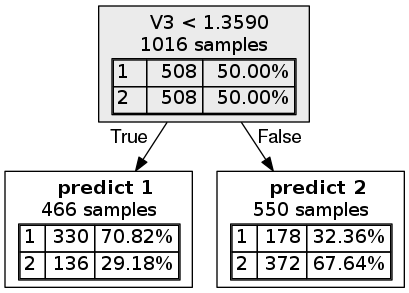 V3 < 1.3590
1016 samples
1 508 50.00%
2 508 50.00%
True
False
predict 1
466 samples
1 330 70.82%
2 136 29.18%
predict 2
550 samples
1 178 32.36%
2 372 67.64%